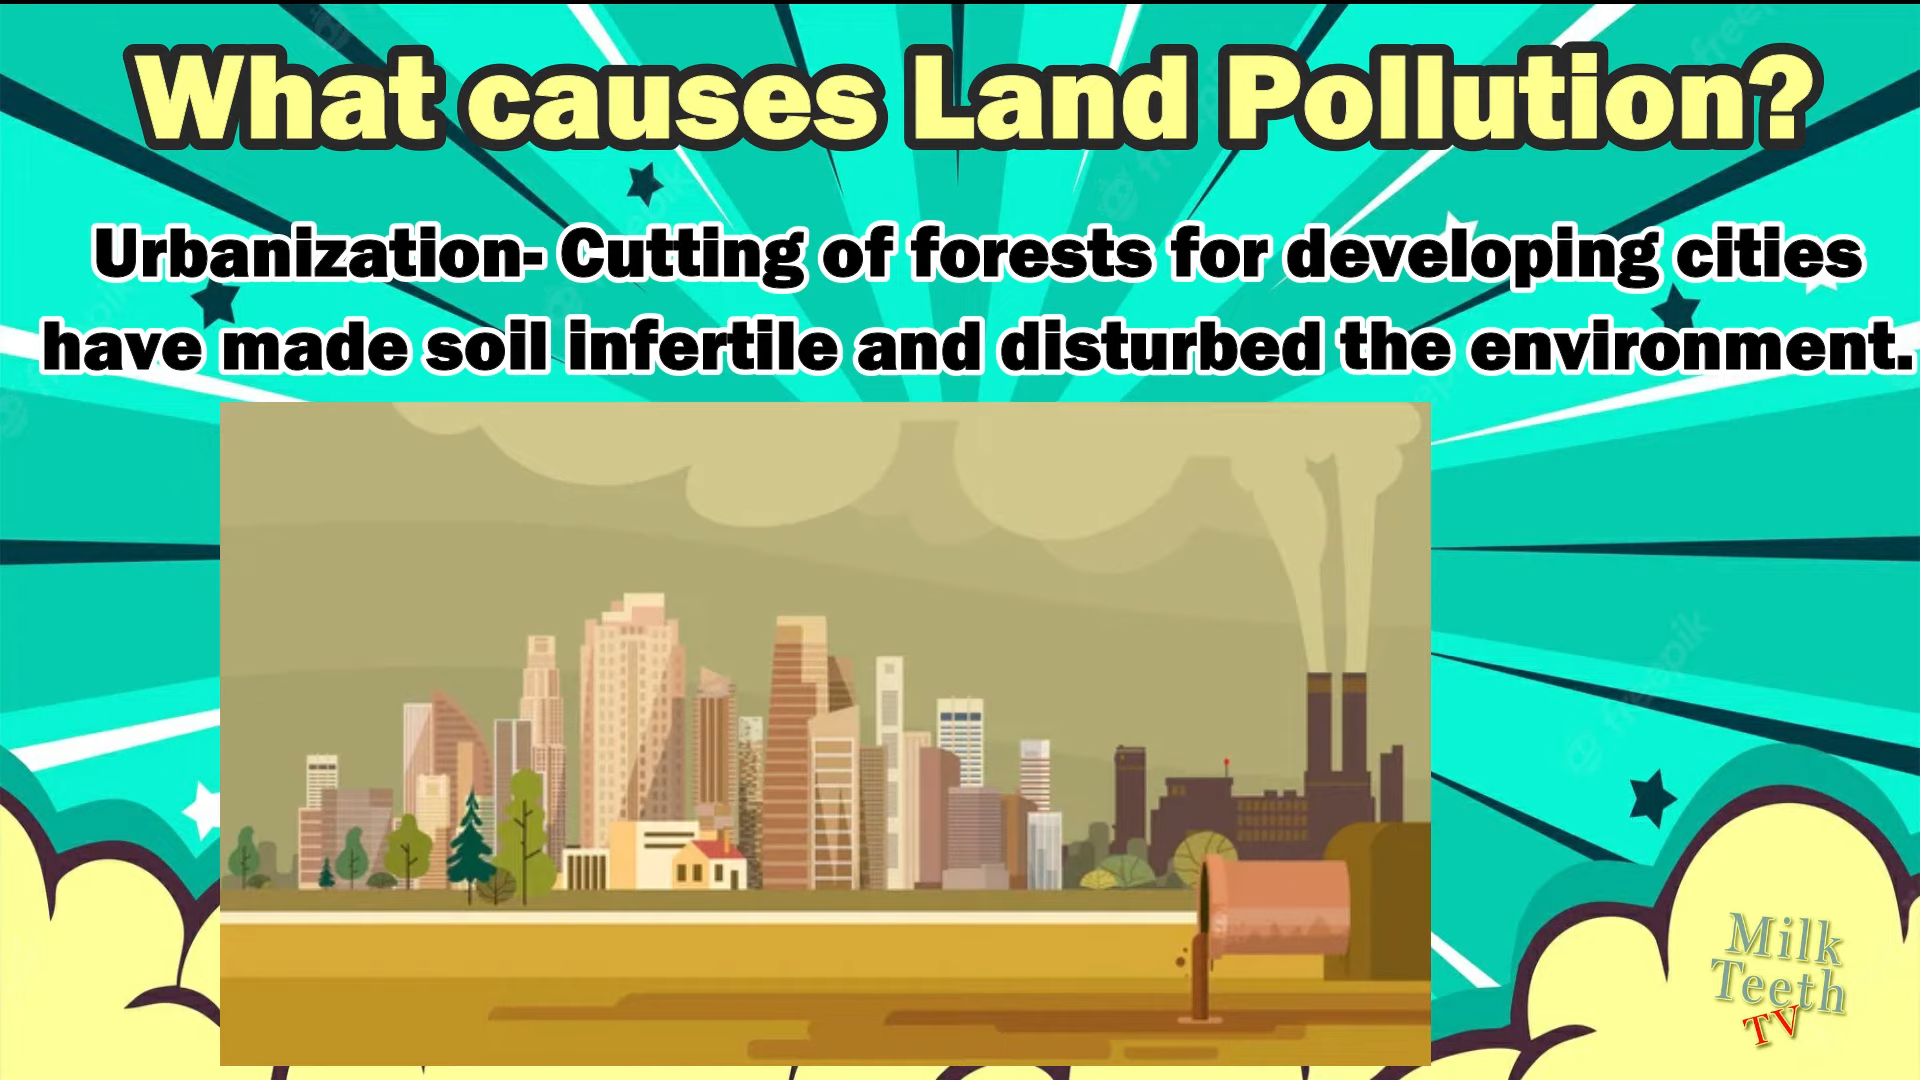 What causes Land Pollution?
Urbanization- Cutting of forests for developing cities
have made soil infertile and disturbed the environment.
Milk
Teeth
TV
freepik